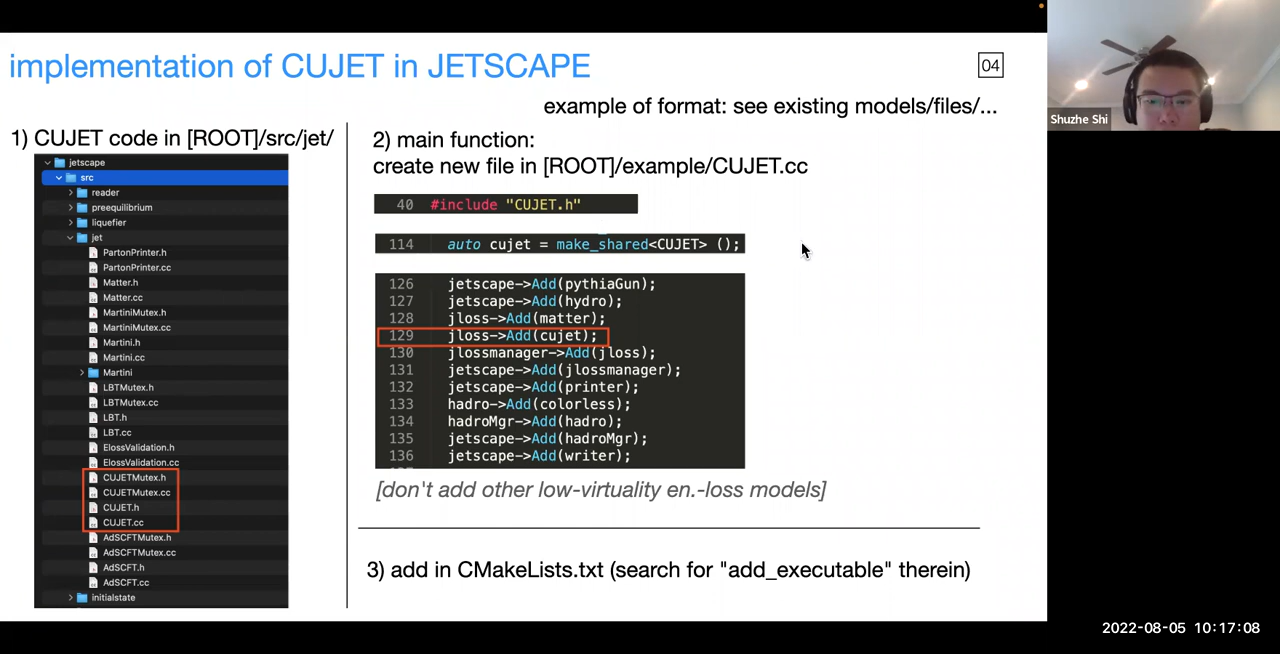 implementation of CUJET in JETSCAPE
04
example of format: see existing models/files/...
1) CUJET code in [ROOT]/src/jet/
jetscape
src
reader
preequilibrium
liquefier
jet
PartonPrinter.h
PartonPrinter.cc
Matter.h
Matter.cc
MartiniMutex.h
MartiniMutex.cc
Martini.h
Martini.cc
Martini
LBTMutex.h
LBTMutex.cc
LBT.h
LBT.cc
ElossValidation.h
ElossValidation.cc
CUJETMutex.h
CUJETMutex.cc
CUJET.h
CUJET.cc
AdSCFTMutex.h
AdSCFTMutex.cc
AdSCFT.h
AdSCFT.cc
initialstate
2) main function:
create new file in [ROOT]/example/CUJET.cc
40 #include "CUJET.h"
114 auto cujet = make_shared<CUJET> ();
126 jetscape->Add(pythiaGun);
127 jetscape->Add(hydro);
128 jloss->Add(matter);
129 jloss->Add(cujet);
130 jlossmanager->Add(jloss);
131 jetscape->Add(jlossmanager);
132 jetscape->Add(printer);
133 hadro->Add(colorless);
134 hadroMgr->Add(hadro);
135 jetscape->Add(hadroMgr);
136 jetscape->Add(writer);
[don't add other low-virtuality en.-loss models]
3) add in CMakeLists.txt (search for "add_executable" therein)
Shuzhe Shi
2022-08-05 10:17:08